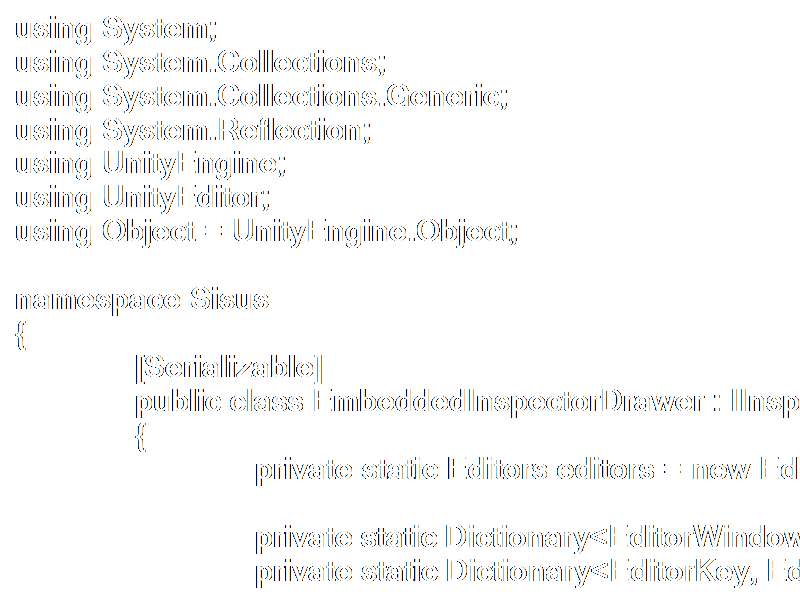 using System;
using System.Collections;
using System.Collections.Generic;
using System.Reflection;
using UnityEngine;
using UnityEditor;
using Object = UnityEngine.Object;
namespace Sisus
{
[Serializable]
public class EmbeddedInspectorDrawer : IInsp
{
private static Editors editors = new Ed
private static Dictionary<EditorWindow
private static Dictionary<EditorKey, Ed